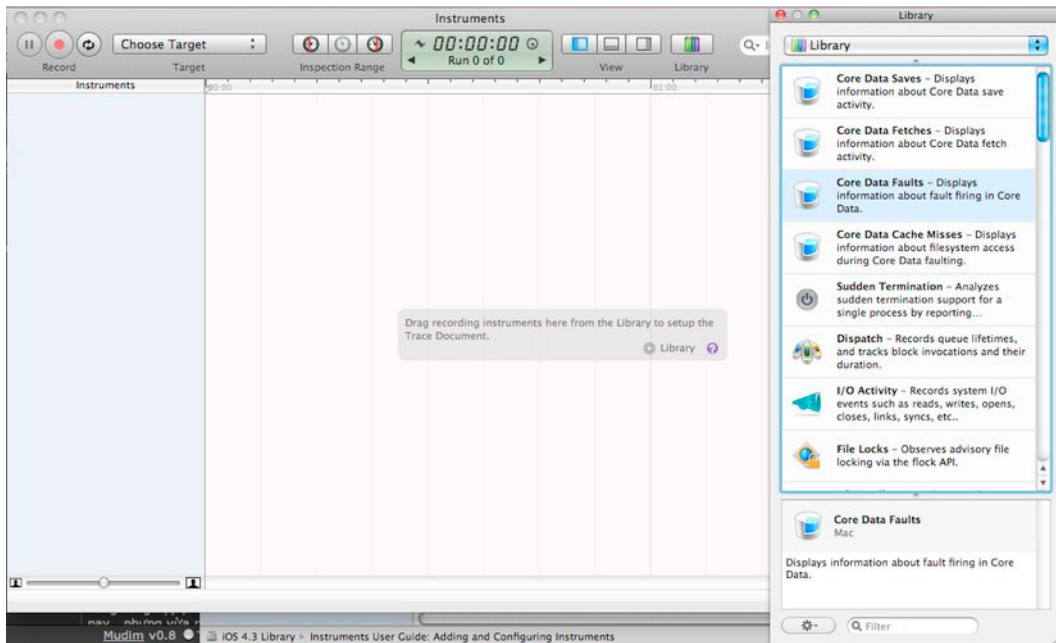 Instruments
Library
Choose Target
00:00:00
Run 0 of 0
Record
Target
Inspection Range
View
Library
Library
Instruments
00:00
01:00
Core Data Saves – Displays
information about Core Data save
activity.
Core Data Fetches – Displays
information about Core Data fetch
activity.
Core Data Faults – Displays
information about fault firing in Core
Data.
Core Data Cache Misses – Displays
information about filesystem access
during Core Data faulting.
Sudden Termination – Analyzes
sudden termination support for a
single process by reporting...
Dispatch – Records queue lifetimes,
and tracks block invocations and their
duration.
I/O Activity – Records system I/O
events such as reads, writes, opens,
closes, links, syncs, etc..
File Locks – Observes advisory file
locking via the flock API.
Drag recording instruments here from the Library to setup the
Trace Document.
Library
Core Data Faults
Mac
Displays information about fault firing in Core
Data.
Filter
nay nhưng vừa
Mudim v0.8
iOS 4.3 Library ▸ Instruments User Guide: Adding and Configuring Instruments